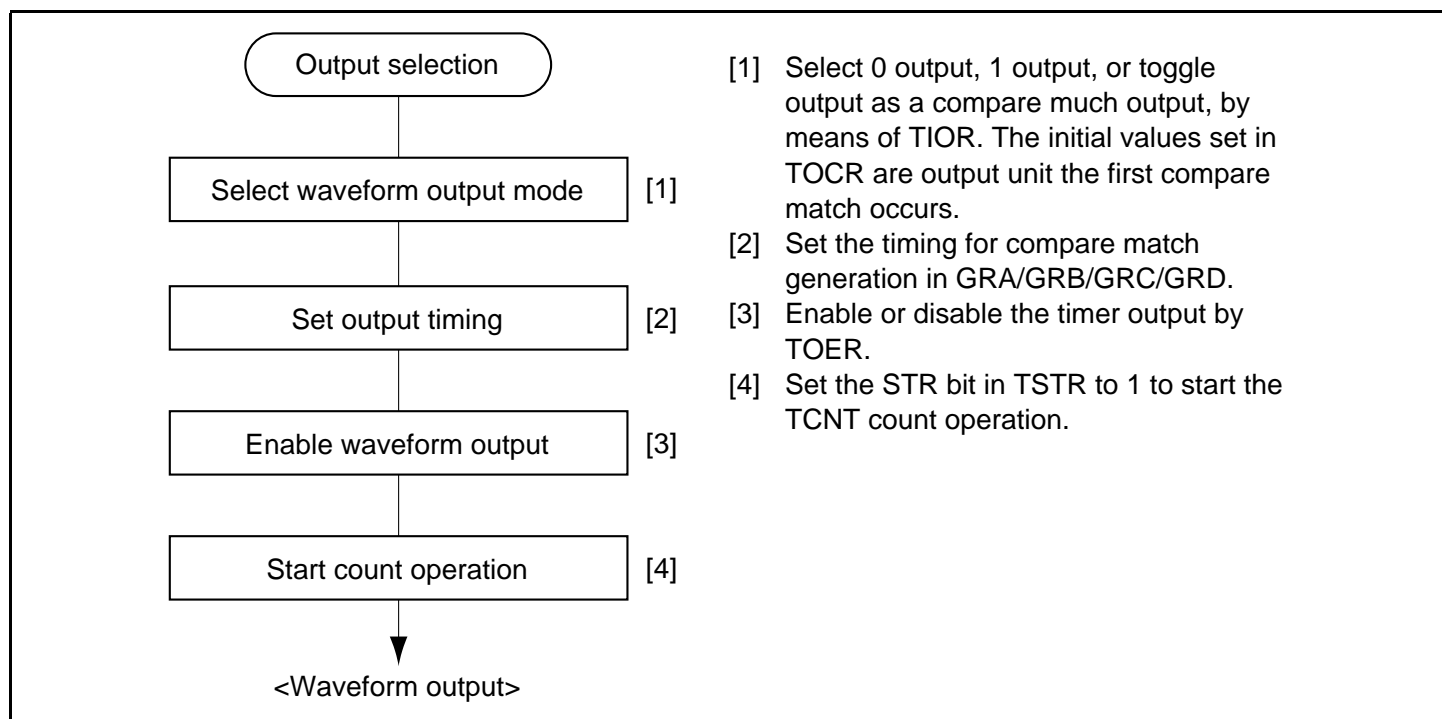 Output selection
Select waveform output mode [1]
Set output timing [2]
Enable waveform output [3]
Start count operation [4]
<Waveform output>
[1] Select 0 output, 1 output, or toggle
output as a compare much output, by
means of TIOR. The initial values set in
TOCR are output unit the first compare
match occurs.
[2] Set the timing for compare match
generation in GRA/GRB/GRC/GRD.
[3] Enable or disable the timer output by
TOER.
[4] Set the STR bit in TSTR to 1 to start the
TCNT count operation.